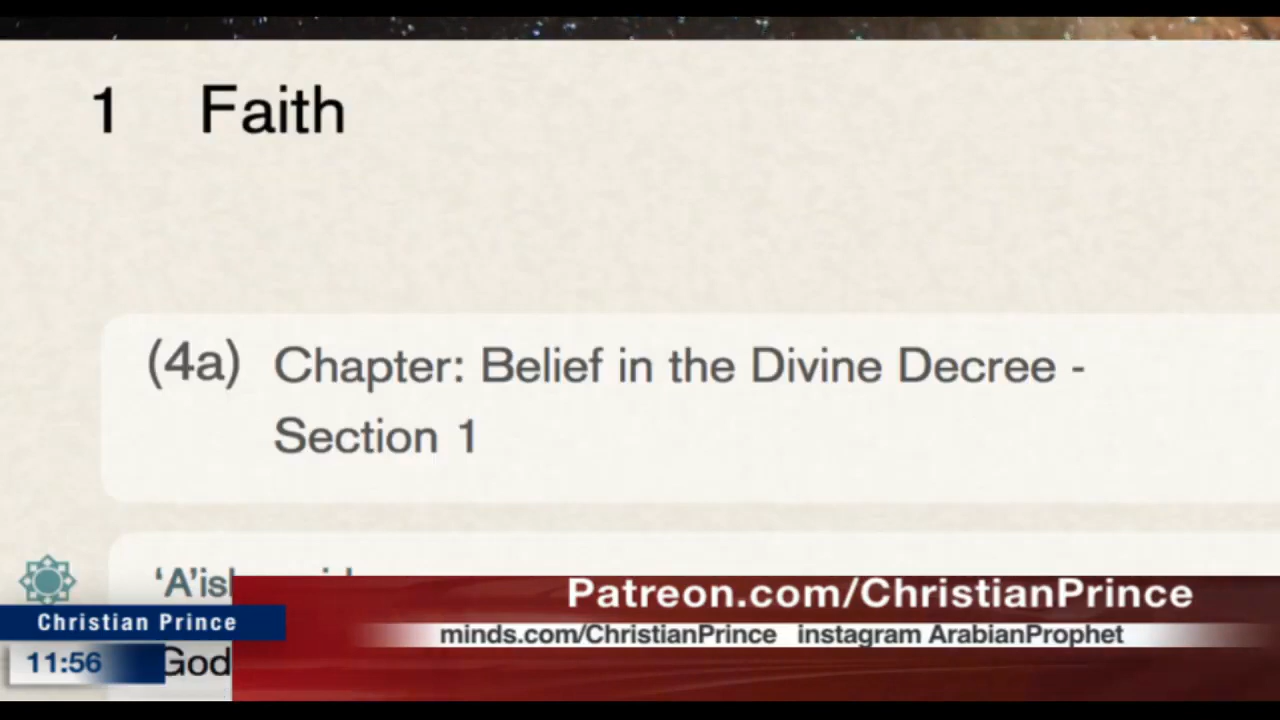 1 Faith
(4a) Chapter: Belief in the Divine Decree -
Section 1
Patreon.com/ChristianPrince
Christian Prince
minds.com/ChristianPrince instagram ArabianProphet
11:56
God